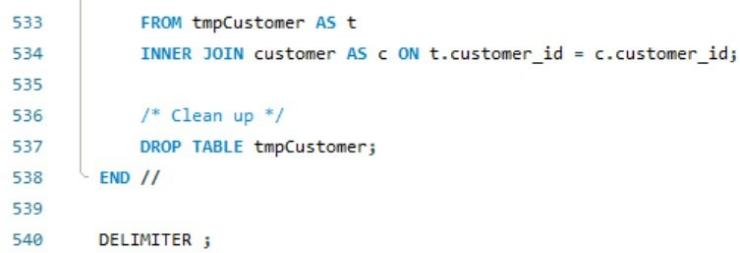 533 FROM tmpCustomer AS t
534 INNER JOIN customer AS c ON t.customer_id = c.customer_id;
535
536 /* Clean up */
537 DROP TABLE tmpCustomer;
538 END //
539
540 DELIMITER ;